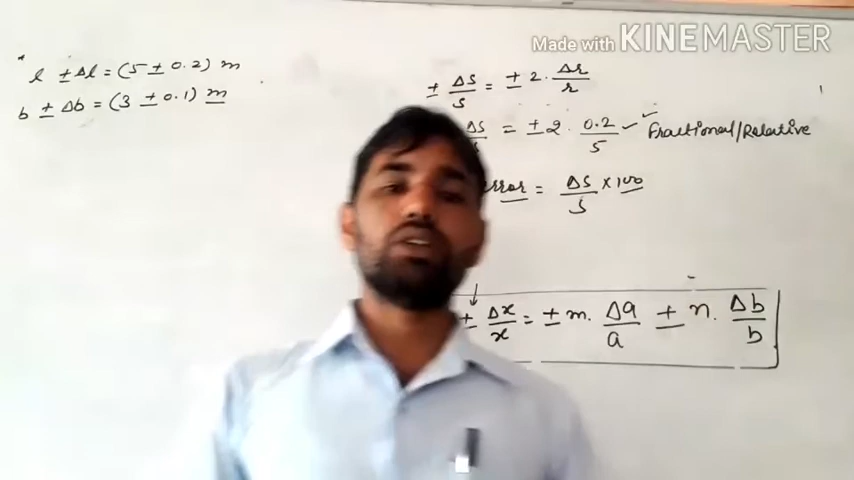 Made with KINEMASTER
l ± Δl = (5 ± 0.2) m
b ± Δb = (3 ± 0.1) m
± Δs/s = ± 2 · Δr/r
Δs = ± 2 · 0.2/5 ✓ Fractional/Relative
error = Δs/s × 100
± Δx/x = ± m · Δa/a ± n · Δb/b